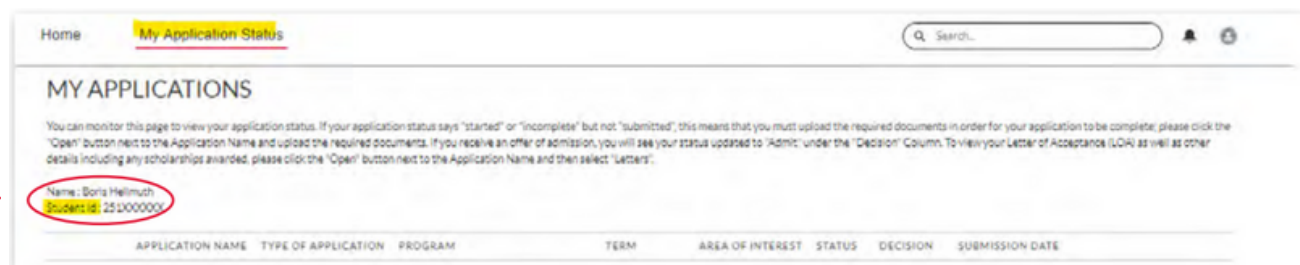 Home My Application Status Search...
MY APPLICATIONS
You can monitor this page to view your application status. If your application status says "started" or "incomplete" but not "submitted", this means that you must upload the required documents in order for your application to be complete; please click the
"Open" button next to the Application Name and upload the required documents. If you receive an offer of admission, you will see your status updated to "Admit" under the "Decision" Column. To view your Letter of Acceptance (LOA) as well as other
details including any scholarships awarded, please click the "Open" button next to the Application Name and then select "Letters".
Name : Boris Hellmuth
Student Id : 251XXXXXX
APPLICATION NAME TYPE OF APPLICATION PROGRAM TERM AREA OF INTEREST STATUS DECISION SUBMISSION DATE